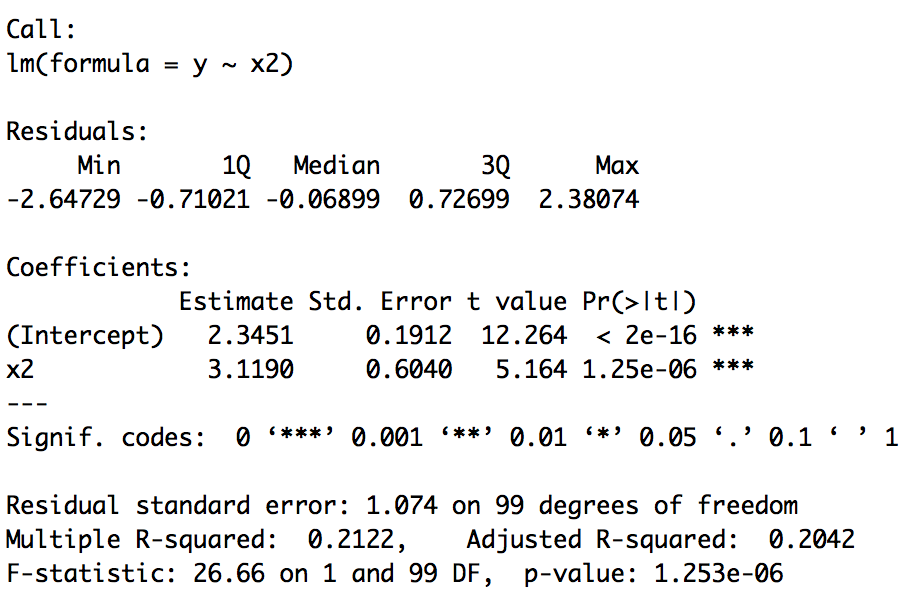 Call:
lm(formula = y ~ x2)
Residuals:
     Min       1Q   Median       3Q      Max
-2.64729 -0.71021 -0.06899  0.72699  2.38074
Coefficients:
            Estimate Std. Error t value Pr(>|t|)
(Intercept)   2.3451     0.1912  12.264  < 2e-16 ***
x2            3.1190     0.6040   5.164 1.25e-06 ***
---
Signif. codes:  0 ‘***’ 0.001 ‘**’ 0.01 ‘*’ 0.05 ‘.’ 0.1 ‘ ’ 1
Residual standard error: 1.074 on 99 degrees of freedom
Multiple R-squared:  0.2122,    Adjusted R-squared:  0.2042
F-statistic: 26.66 on 1 and 99 DF,  p-value: 1.253e-06